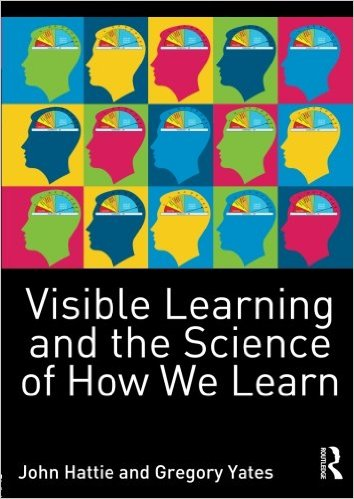 Visible Learning
and the Science
of How We Learn
John Hattie and Gregory Yates
ROUTLEDGE